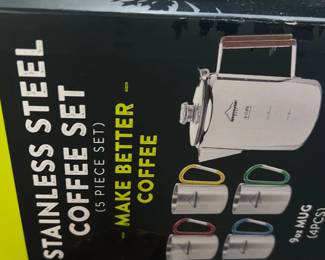 STAINLESS STEEL
COFFEE SET
(5 PIECE SET)
- MAKE BETTER -
COFFEE
9oz MUG
(4PCS)